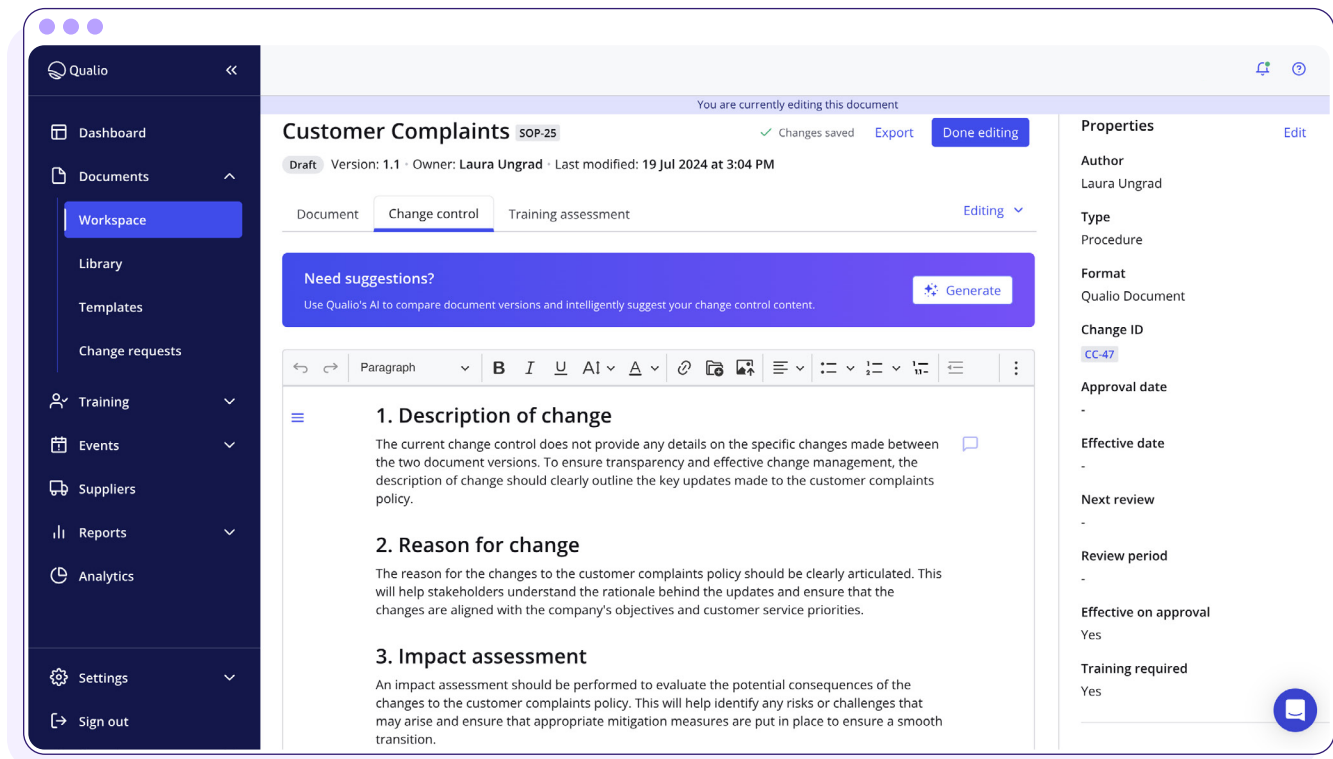 Qualio
Dashboard
Documents
Workspace
Library
Templates
Change requests
Training
Events
Suppliers
Reports
Analytics
Settings
Sign out
You are currently editing this document
Customer Complaints SOP-25
Changes saved Export Done editing
Draft Version: 1.1 · Owner: Laura Ungrad · Last modified: 19 Jul 2024 at 3:04 PM
Document Change control Training assessment Editing
Need suggestions?
Use Qualio's AI to compare document versions and intelligently suggest your change control content.
Generate
Paragraph
1. Description of change
The current change control does not provide any details on the specific changes made between
the two document versions. To ensure transparency and effective change management, the
description of change should clearly outline the key updates made to the customer complaints
policy.
2. Reason for change
The reason for the changes to the customer complaints policy should be clearly articulated. This
will help stakeholders understand the rationale behind the updates and ensure that the
changes are aligned with the company's objectives and customer service priorities.
3. Impact assessment
An impact assessment should be performed to evaluate the potential consequences of the
changes to the customer complaints policy. This will help identify any risks or challenges that
may arise and ensure that appropriate mitigation measures are put in place to ensure a smooth
transition.
Properties Edit
Author
Laura Ungrad
Type
Procedure
Format
Qualio Document
Change ID
CC-47
Approval date
-
Effective date
-
Next review
-
Review period
-
Effective on approval
Yes
Training required
Yes